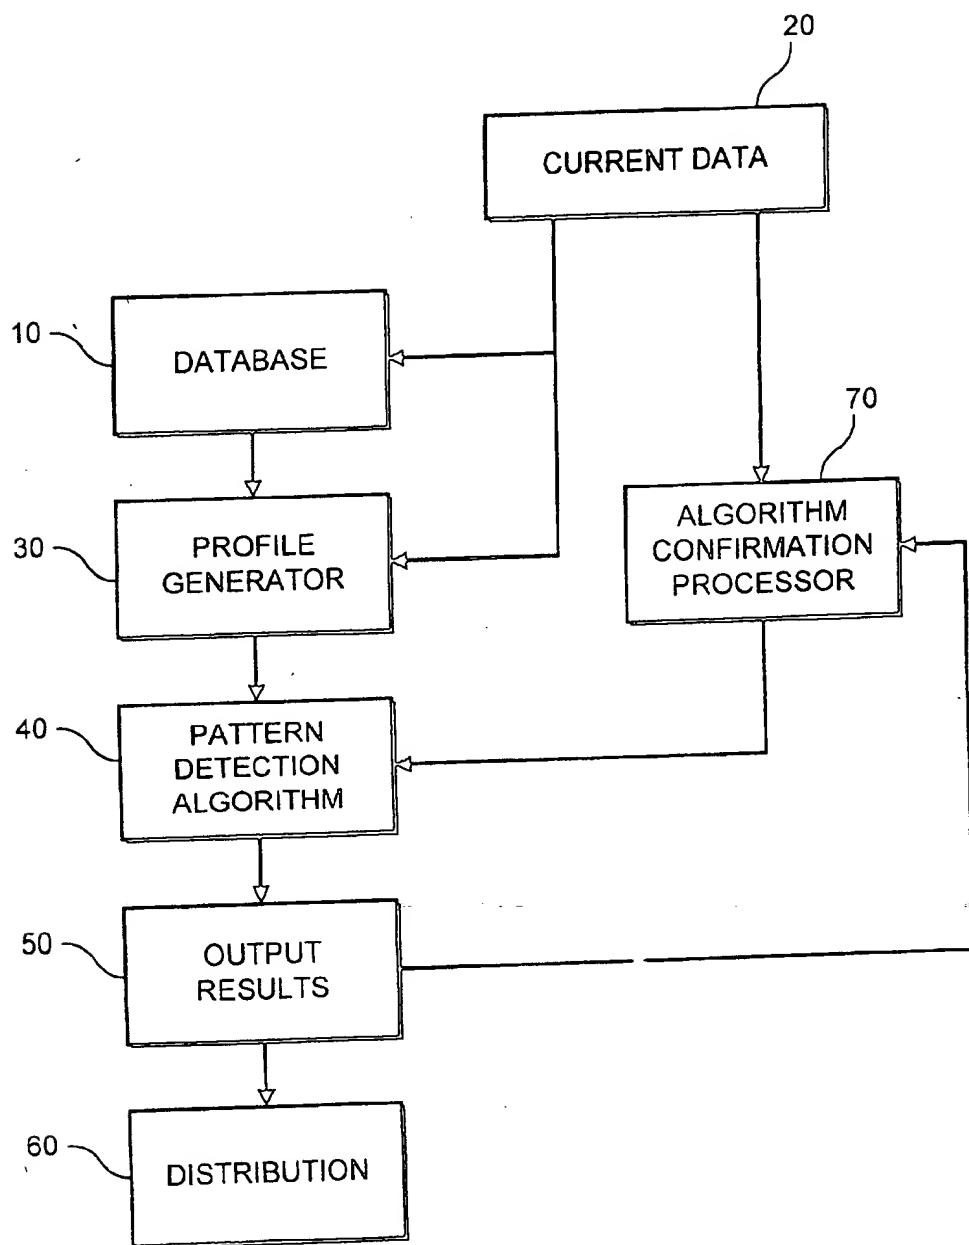 20
CURRENT DATA
10
DATABASE
70
ALGORITHM
CONFIRMATION
PROCESSOR
30
PROFILE
GENERATOR
40
PATTERN
DETECTION
ALGORITHM
50
OUTPUT
RESULTS
60
DISTRIBUTION